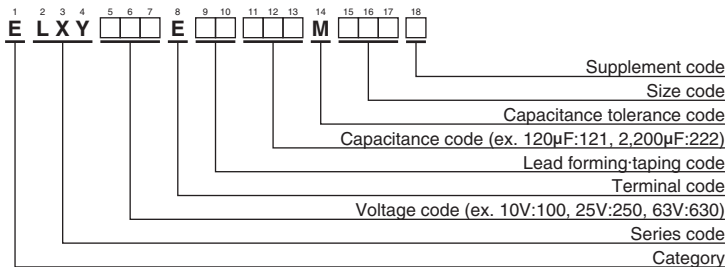 1 2 3 4 5 6 7 8 9 10 11 12 13 14 15 16 17 18
E L X Y □□□ E □□ □□□ M □□□ □
Supplement code
Size code
Capacitance tolerance code
Capacitance code (ex. 120µF:121, 2,200µF:222)
Lead forming·taping code
Terminal code
Voltage code (ex. 10V:100, 25V:250, 63V:630)
Series code
Category